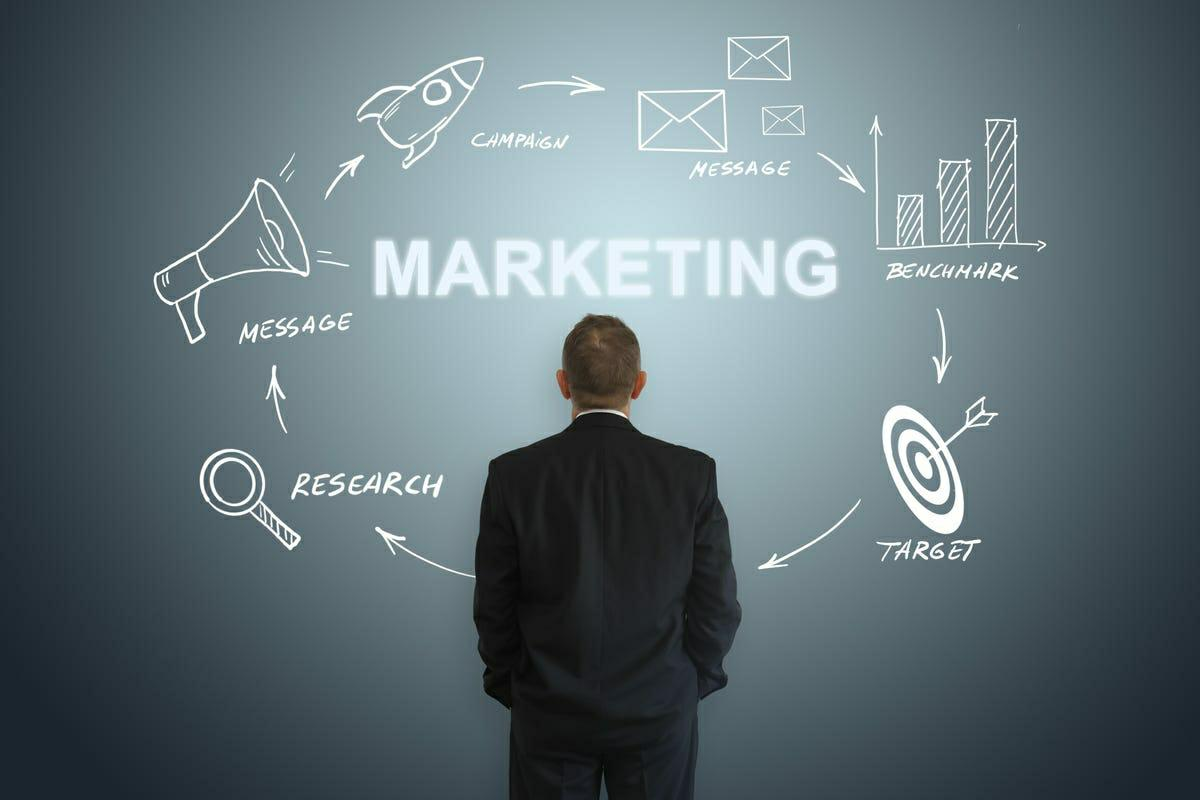 CAMPAiGN
MESSAGE
MARKETING
BENCHMARK
MESSAGE
RESEARCH
TARGET